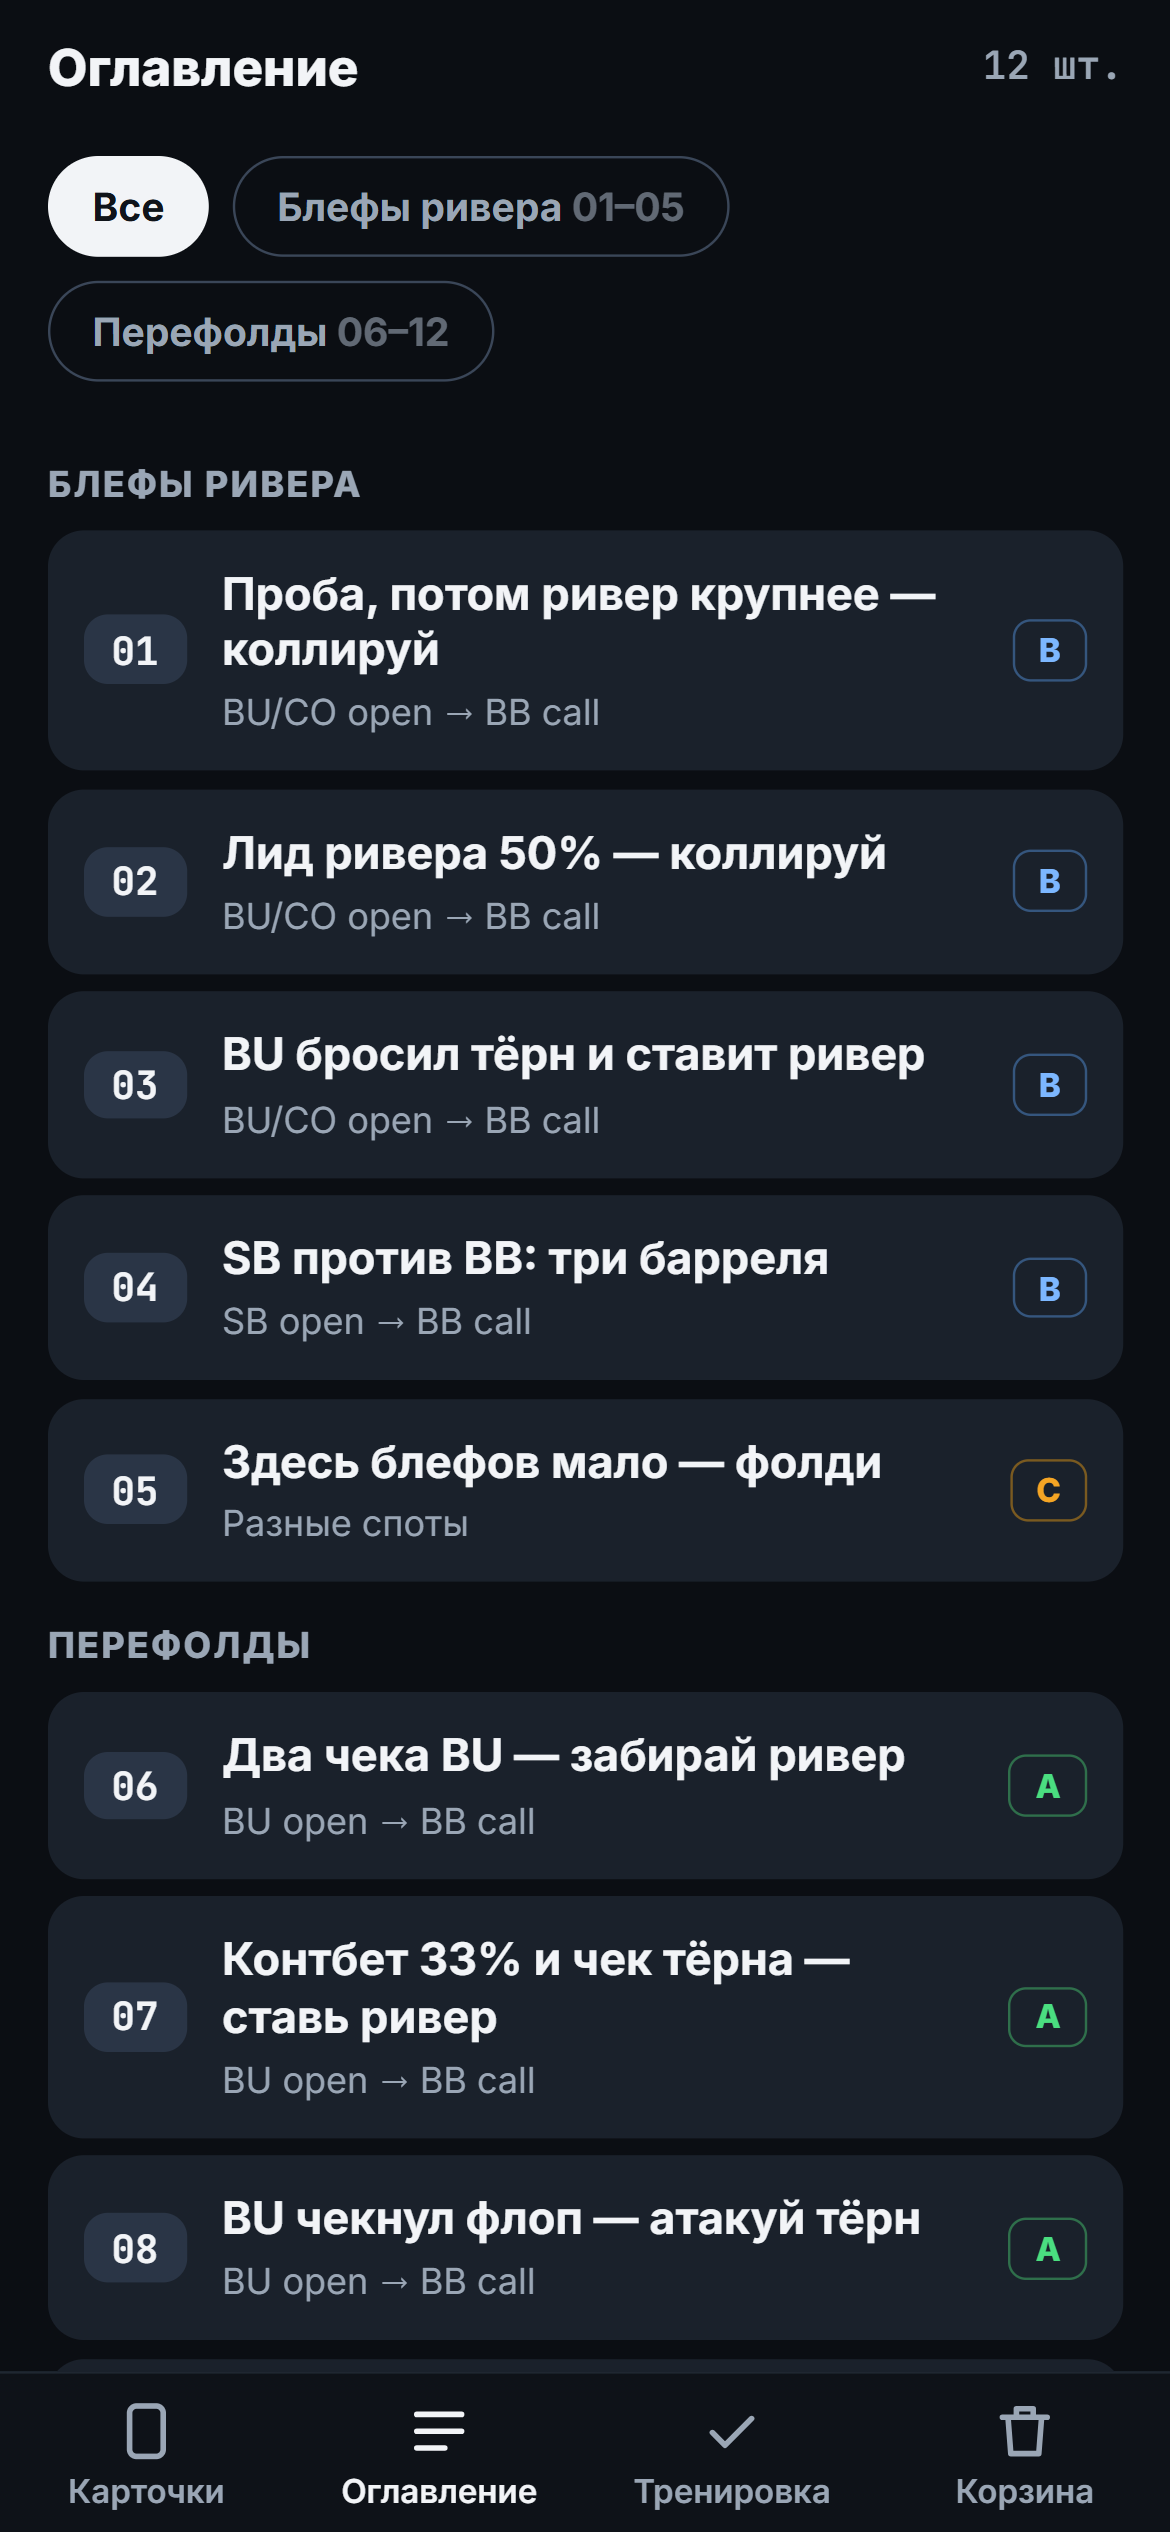 Оглавление
12 шт.
Все
Блефы ривера 01–05
Перефолды 06–12
БЛЕФЫ РИВЕРА
01
Проба, потом ривер крупнее —
коллируй
BU/CO open → BB call
B
02
Лид ривера 50% — коллируй
BU/CO open → BB call
B
03
BU бросил тёрн и ставит ривер
BU/CO open → BB call
B
04
SB против BB: три барреля
SB open → BB call
B
05
Здесь блефов мало — фолди
Разные споты
C
ПЕРЕФОЛДЫ
06
Два чека BU — забирай ривер
BU open → BB call
A
07
Контбет 33% и чек тёрна —
ставь ривер
BU open → BB call
A
08
BU чекнул флоп — атакуй тёрн
BU open → BB call
A
Карточки
Оглавление
Тренировка
Корзина